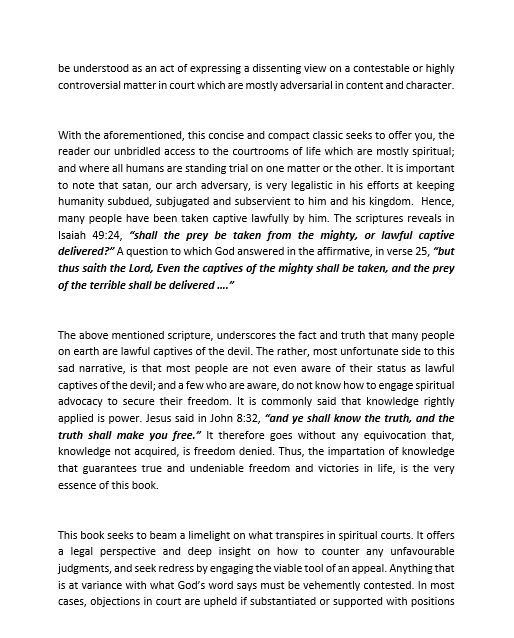 be understood as an act of expressing a dissenting view on a contestable or highly
controversial matter in court which are mostly adversarial in content and character.
With the aforementioned, this concise and compact classic seeks to offer you, the
reader our unbridled access to the courtrooms of life which are mostly spiritual;
and where all humans are standing trial on one matter or the other. It is important
to note that satan, our arch adversary, is very legalistic in his efforts at keeping
humanity subdued, subjugated and subservient to him and his kingdom.  Hence,
many people have been taken captive lawfully by him. The scriptures reveals in
Isaiah 49:24, “shall the prey be taken from the mighty, or lawful captive
delivered?” A question to which God answered in the affirmative, in verse 25, “but
thus saith the Lord, Even the captives of the mighty shall be taken, and the prey
of the terrible shall be delivered ….”
The above mentioned scripture, underscores the fact and truth that many people
on earth are lawful captives of the devil. The rather, most unfortunate side to this
sad narrative, is that most people are not even aware of their status as lawful
captives of the devil; and a few who are aware, do not know how to engage spiritual
advocacy to secure their freedom. It is commonly said that knowledge rightly
applied is power. Jesus said in John 8:32, “and ye shall know the truth, and the
truth shall make you free.” It therefore goes without any equivocation that,
knowledge not acquired, is freedom denied. Thus, the impartation of knowledge
that guarantees true and undeniable freedom and victories in life, is the very
essence of this book.
This book seeks to beam a limelight on what transpires in spiritual courts. It offers
a legal perspective and deep insight on how to counter any unfavourable
judgments, and seek redress by engaging the viable tool of an appeal. Anything that
is at variance with what God’s word says must be vehemently contested. In most
cases, objections in court are upheld if substantiated or supported with positions